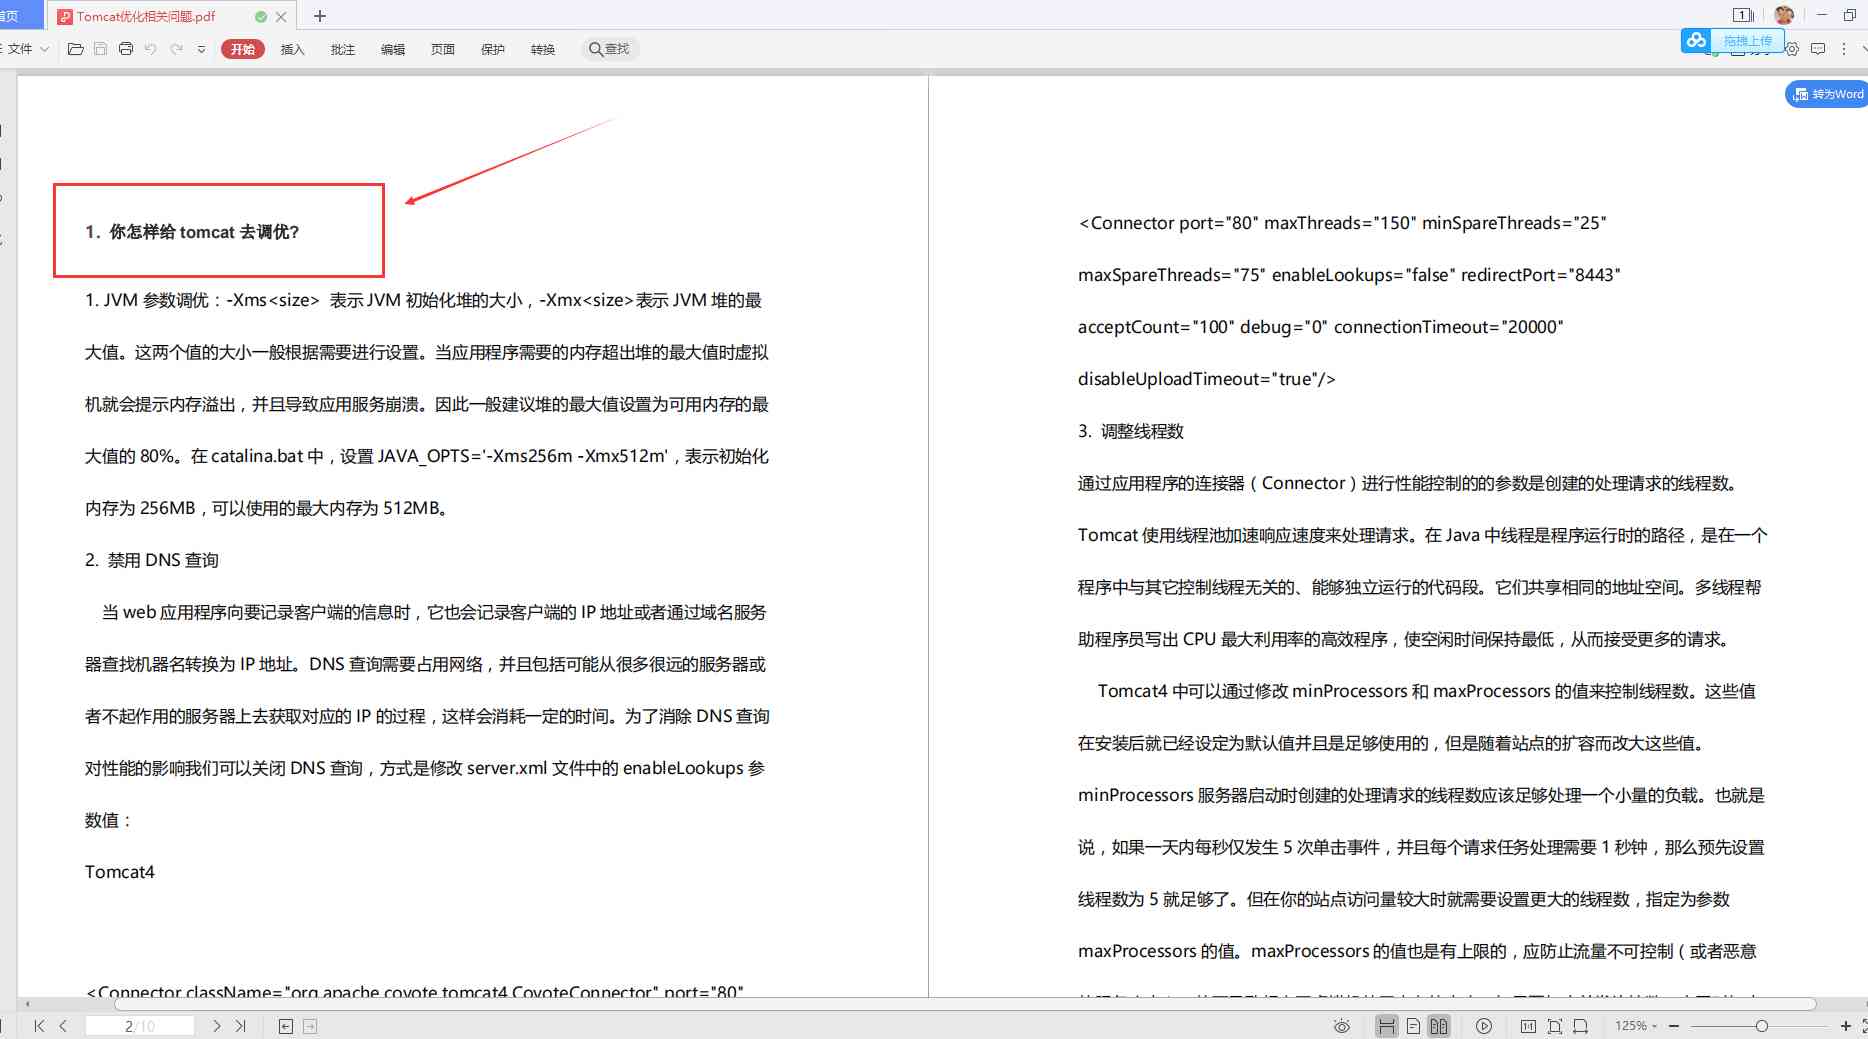 首页
Tomcat优化相关问题.pdf
1
文件
开始
插入
批注
编辑
页面
保护
转换
查找
拖拽上传
转为Word
1. 你怎样给 tomcat 去调优?
1. JVM 参数调优：-Xms<size> 表示 JVM 初始化堆的大小，-Xmx<size>表示 JVM 堆的最
大值。这两个值的大小一般根据需要进行设置。当应用程序需要的内存超出堆的最大值时虚拟
机就会提示内存溢出，并且导致应用服务崩溃。因此一般建议堆的最大值设置为可用内存的最
大值的 80%。在 catalina.bat 中，设置 JAVA_OPTS='-Xms256m -Xmx512m'，表示初始化
内存为 256MB，可以使用的最大内存为 512MB。
2. 禁用 DNS 查询
当 web 应用程序向要记录客户端的信息时，它也会记录客户端的 IP 地址或者通过域名服务
器查找机器名转换为 IP 地址。DNS 查询需要占用网络，并且包括可能从很多很远的服务器或
者不起作用的服务器上去获取对应的 IP 的过程，这样会消耗一定的时间。为了消除 DNS 查询
对性能的影响我们可以关闭 DNS 查询，方式是修改 server.xml 文件中的 enableLookups 参
数值：
Tomcat4
<Connector className="org.apache.coyote.tomcat4.CoyoteConnector" port="80"
<Connector port="80" maxThreads="150" minSpareThreads="25"
maxSpareThreads="75" enableLookups="false" redirectPort="8443"
acceptCount="100" debug="0" connectionTimeout="20000"
disableUploadTimeout="true"/>
3. 调整线程数
通过应用程序的连接器（Connector）进行性能控制的的参数是创建的处理请求的线程数。
Tomcat 使用线程池加速响应速度来处理请求。在 Java 中线程是程序运行时的路径，是在一个
程序中与其它控制线程无关的、能够独立运行的代码段。它们共享相同的地址空间。多线程帮
助程序员写出 CPU 最大利用率的高效程序，使空闲时间保持最低，从而接受更多的请求。
Tomcat4 中可以通过修改 minProcessors 和 maxProcessors 的值来控制线程数。这些值
在安装后就已经设定为默认值并且是足够使用的，但是随着站点的扩容而改大这些值。
minProcessors 服务器启动时创建的处理请求的线程数应该足够处理一个小量的负载。也就是
说，如果一天内每秒仅发生 5 次单击事件，并且每个请求任务处理需要 1 秒钟，那么预先设置
线程数为 5 就足够了。但在你的站点访问量较大时就需要设置更大的线程数，指定为参数
maxProcessors 的值。maxProcessors 的值也是有上限的，应防止流量不可控制（或者恶意
2/10
125%